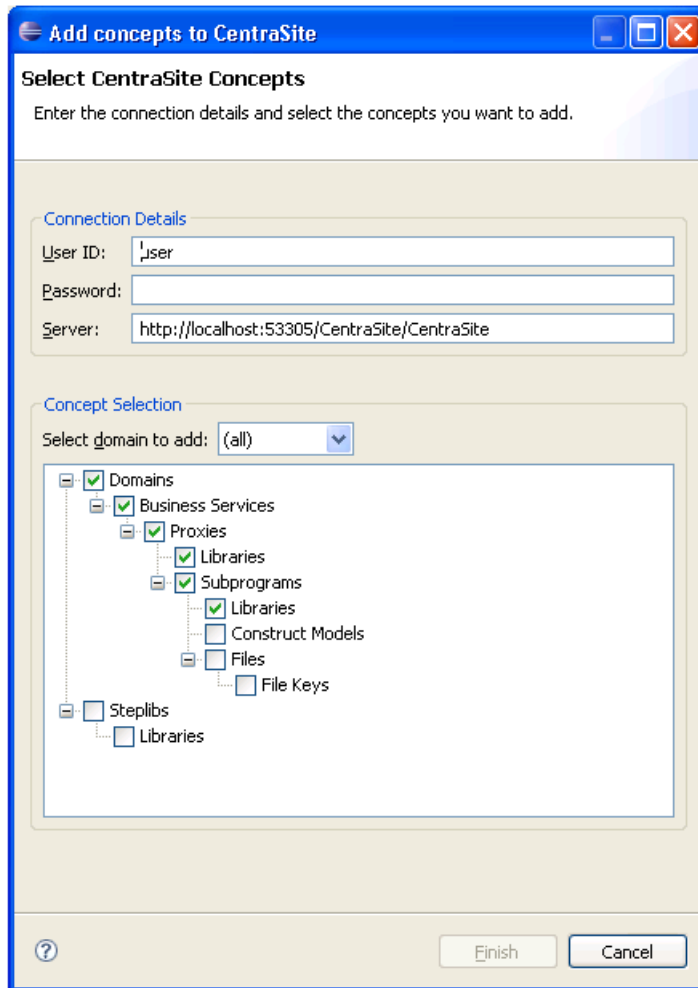 Add concepts to CentraSite
Select CentraSite Concepts
Enter the connection details and select the concepts you want to add.
Connection Details
User ID: user
Password:
Server: http://localhost:53305/CentraSite/CentraSite
Concept Selection
Select domain to add: (all)
Domains
Business Services
Proxies
Libraries
Subprograms
Libraries
Construct Models
Files
File Keys
Steplibs
Libraries
? Finish Cancel